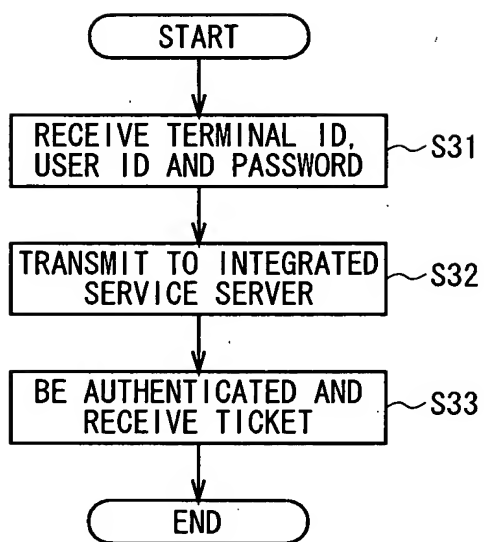 START
RECEIVE TERMINAL ID,
USER ID AND PASSWORD
S31
TRANSMIT TO INTEGRATED
SERVICE SERVER
S32
BE AUTHENTICATED AND
RECEIVE TICKET
S33
END